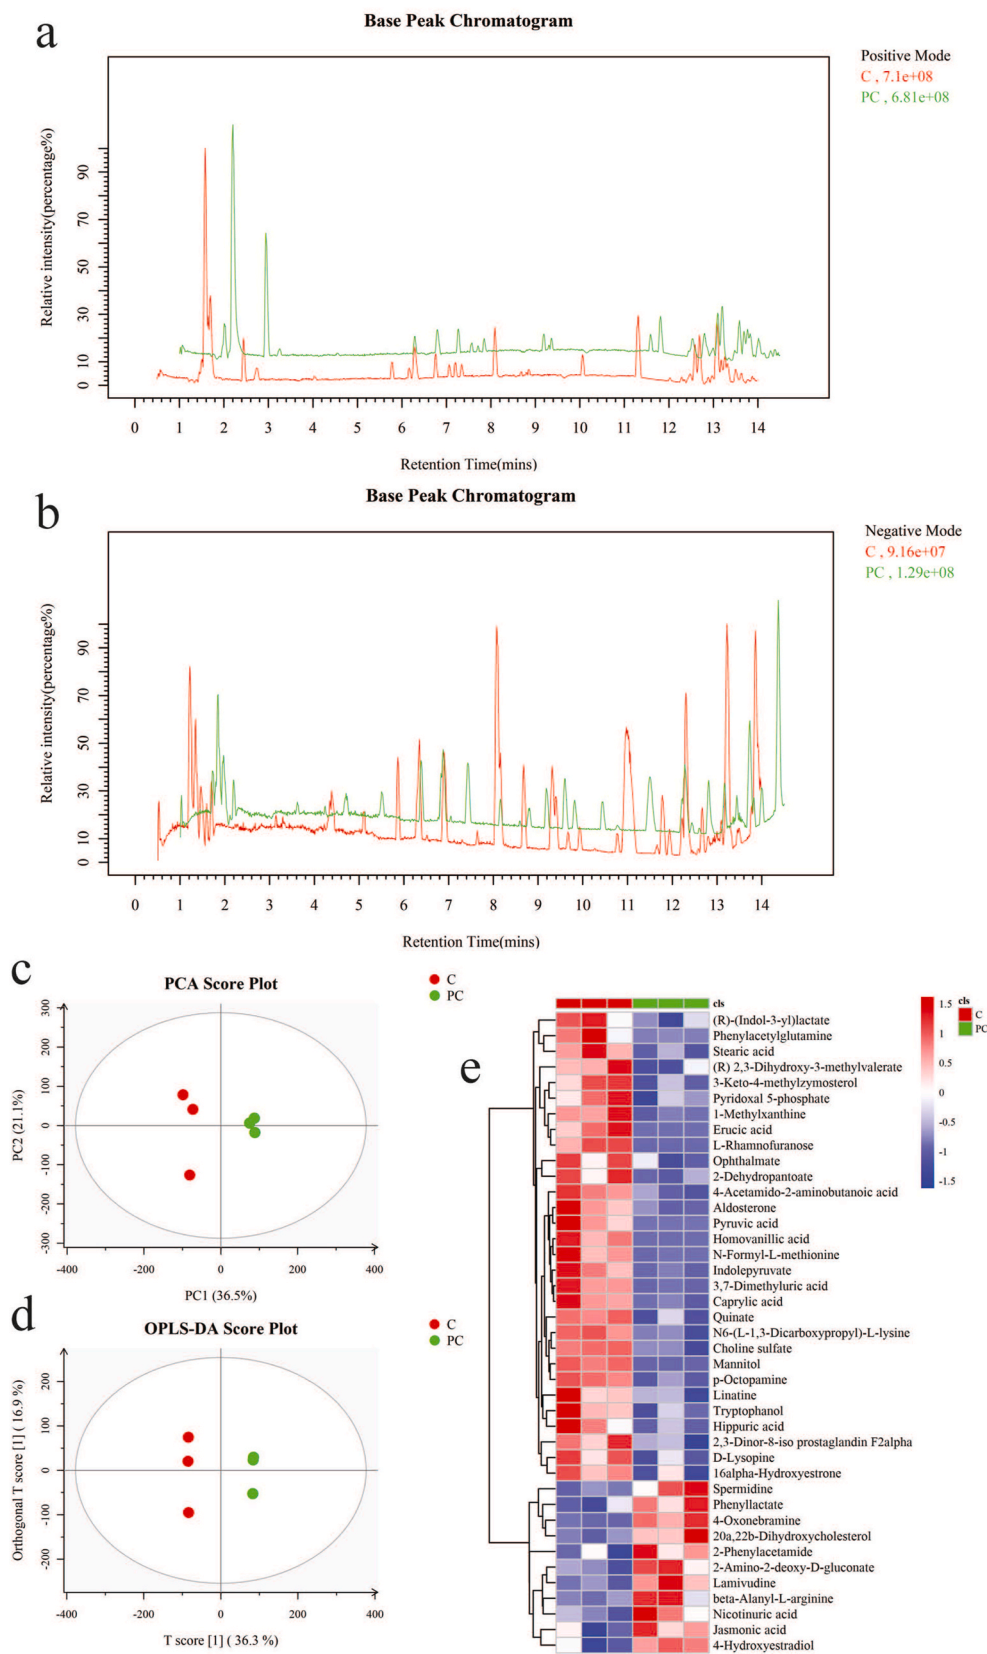 a
Base Peak Chromatogram
Positive Mode
C , 7.1e+08
PC , 6.81e+08
Relative intensity(percentage%)
90
70
50
30
10
0
0 1 2 3 4 5 6 7 8 9 10 11 12 13 14
Retention Time(mins)
b
Base Peak Chromatogram
Negative Mode
C , 9.16e+07
PC , 1.29e+08
Relative intensity(percentage%)
90
70
50
30
10
0
0 1 2 3 4 5 6 7 8 9 10 11 12 13 14
Retention Time(mins)
c
PCA Score Plot
C
PC
PC2 (21.1%)
300
200
100
0
-100
-200
-300
-400 -200 0 200 400
PC1 (36.5%)
d
OPLS-DA Score Plot
C
PC
Orthogonal T score [1] ( 16.9 %)
200
100
0
-100
-200
-400 -200 0 200 400
T score [1] ( 36.3 %)
e
cls
(R)-(Indol-3-yl)lactate
Phenylacetylglutamine
Stearic acid
(R) 2,3-Dihydroxy-3-methylvalerate
3-Keto-4-methylzymosterol
Pyridoxal 5-phosphate
1-Methylxanthine
Erucic acid
L-Rhamnofuranose
Ophthalmate
2-Dehydropantoate
4-Acetamido-2-aminobutanoic acid
Aldosterone
Pyruvic acid
Homovanillic acid
N-Formyl-L-methionine
Indolepyruvate
3,7-Dimethyluric acid
Caprylic acid
Quinate
N6-(L-1,3-Dicarboxypropyl)-L-lysine
Choline sulfate
Mannitol
p-Octopamine
Linatine
Tryptophanol
Hippuric acid
2,3-Dinor-8-iso prostaglandin F2alpha
D-Lysopine
16alpha-Hydroxyestrone
Spermidine
Phenyllactate
4-Oxonebramine
20a,22b-Dihydroxycholesterol
2-Phenylacetamide
2-Amino-2-deoxy-D-gluconate
Lamivudine
beta-Alanyl-L-arginine
Nicotinuric acid
Jasmonic acid
4-Hydroxyestradiol
1.5
1
0.5
0
-0.5
-1
-1.5
cls
C
PC